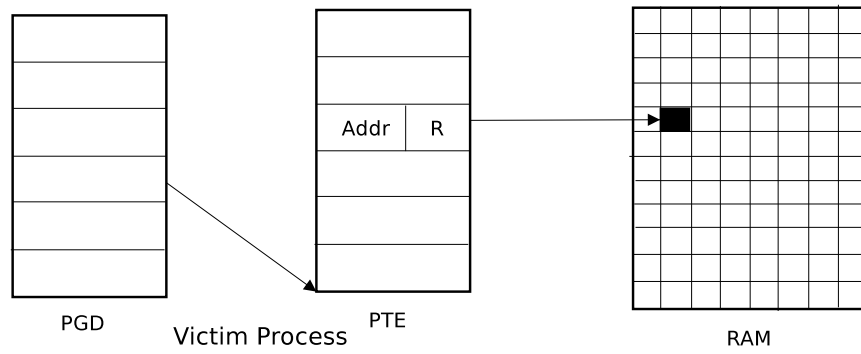 Addr R
PGD
PTE
Victim Process
RAM